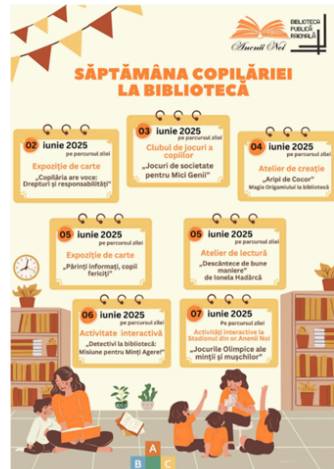 BIBLIOTECA
PUBLICĂ
RAIONALĂ
Anenii Noi
SĂPTĂMÂNA COPILĂRIEI
LA BIBLIOTECĂ
02 iunie 2025
pe parcursul zilei
Expoziție de carte
„Copilăria are voce:
Drepturi și responsabilități”
03 iunie 2025
pe parcursul zilei
Clubul de jocuri a
copiilor
„Jocuri de societate
pentru Mici Genii”
04 iunie 2025
pe parcursul zilei
Atelier de creație
„Aripi de Cocor”
Magia Origamiului la bibliotecă
05 iunie 2025
pe parcursul zilei
Expoziție de carte
„Părinți informați, copii
fericiți”
05 iunie 2025
pe parcursul zilei
Atelier de lectură
„Descântece de bune
maniere”
de Ionela Hadârcă
06 iunie 2025
pe parcursul zilei
Activitate interactivă
„Detectivi la bibliotecă:
Misiune pentru Minți Agere!”
07 iunie 2025
pe parcursul zilei
Activități interactive la
Stadionul din or Anenii Noi
„Jocurile Olimpice ale
minții și mușchilor”
A
B C